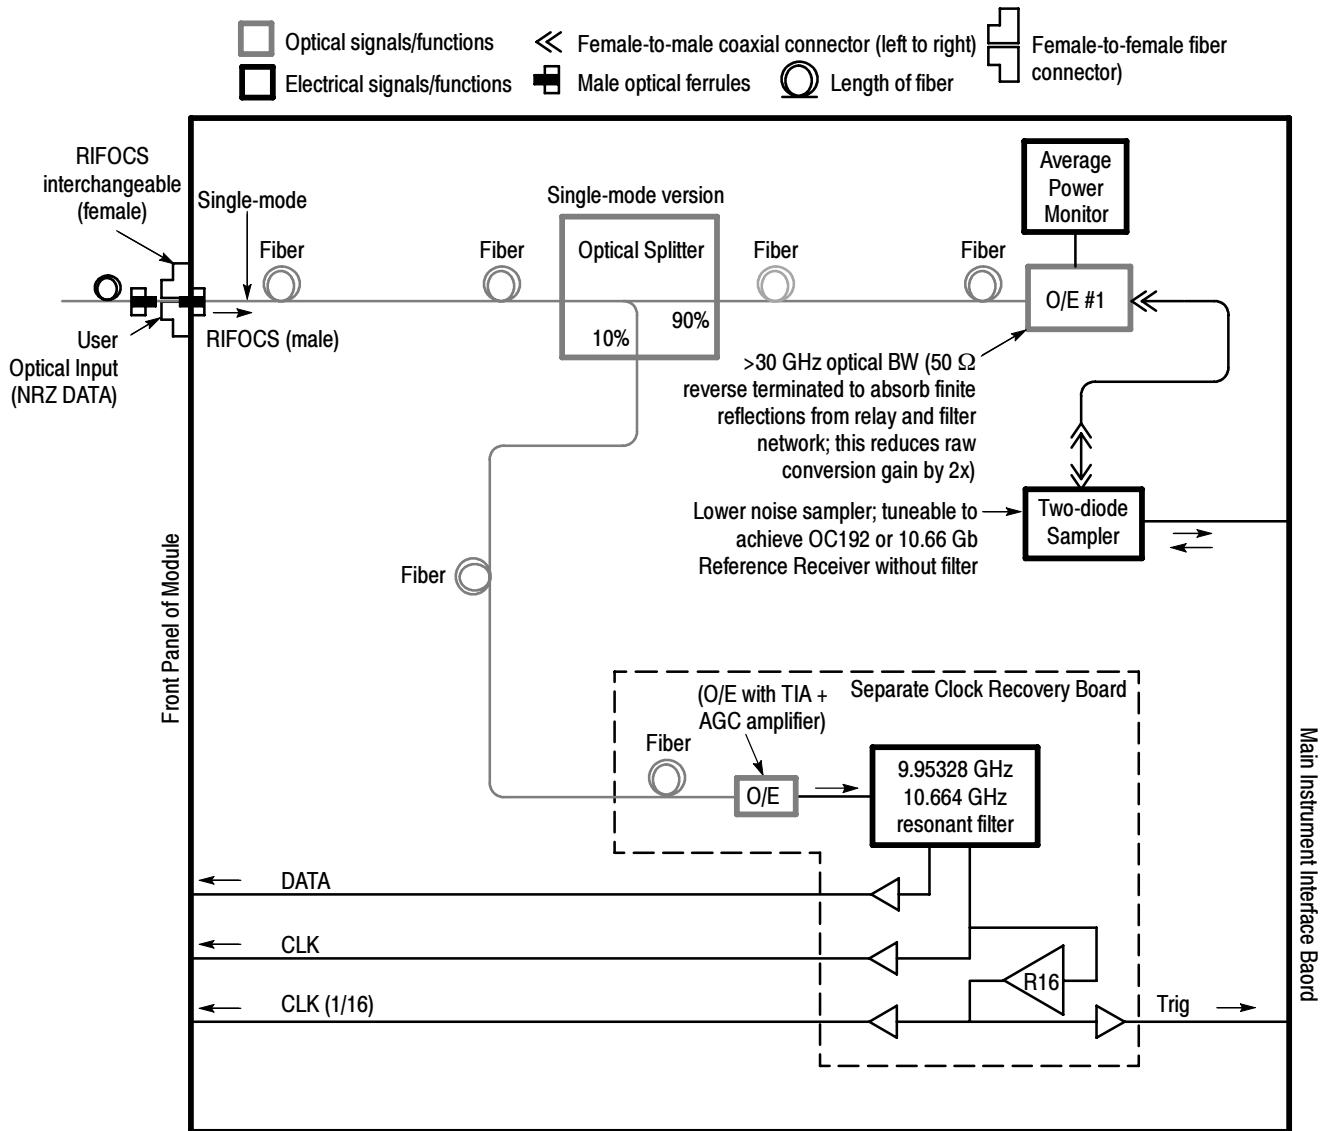 Optical signals/functions
Female-to-male coaxial connector (left to right)
Female-to-female fiber
connector)
Electrical signals/functions
Male optical ferrules
Length of fiber
RIFOCS
interchangeable
(female)
Single-mode
Fiber
Fiber
Single-mode version
Optical Splitter
90%
10%
Fiber
Fiber
Average
Power
Monitor
O/E #1
RIFOCS (male)
User
Optical Input
(NRZ DATA)
>30 GHz optical BW (50 Ω
reverse terminated to absorb finite
reflections from relay and filter
network; this reduces raw
conversion gain by 2x)
Lower noise sampler; tuneable to
achieve OC192 or 10.66 Gb
Reference Receiver without filter
Two-diode
Sampler
Fiber
Front Panel of Module
Separate Clock Recovery Board
(O/E with TIA +
AGC amplifier)
Fiber
O/E
9.95328 GHz
10.664 GHz
resonant filter
Main Instrument Interface Baord
DATA
CLK
R16
CLK (1/16)
Trig